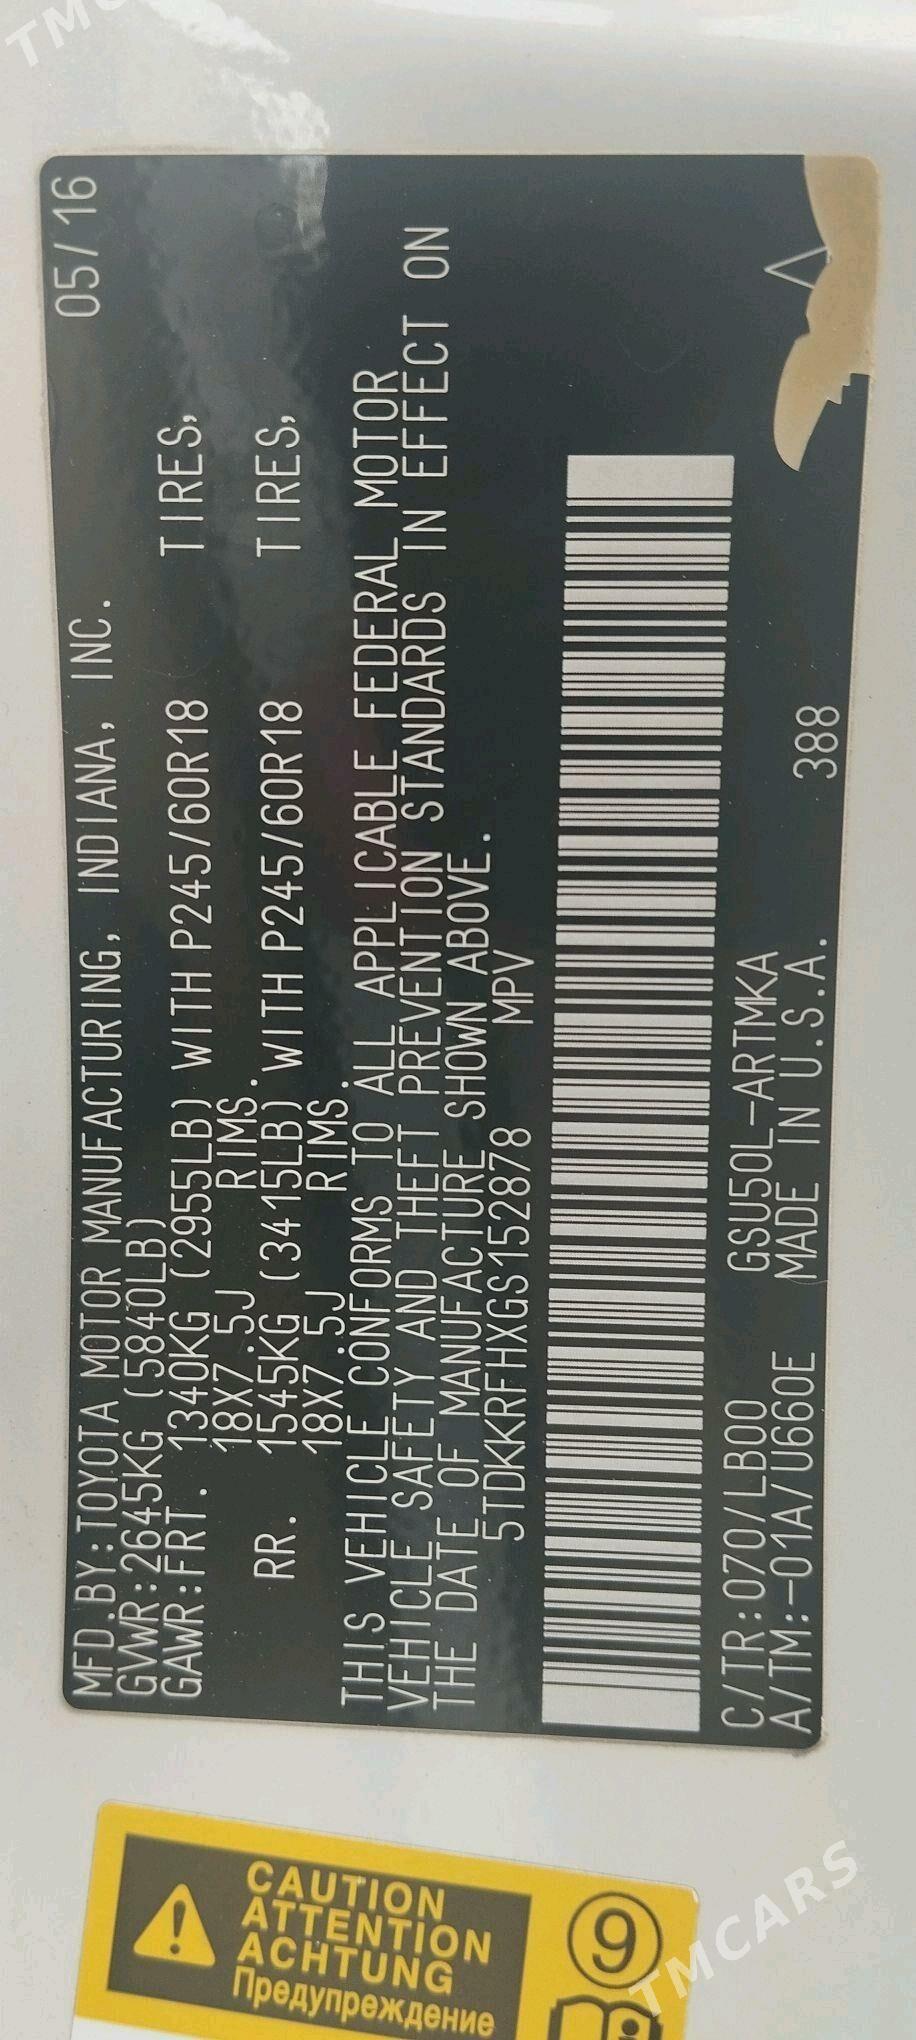 MFD.BY:TOYOTA MOTOR MANUFACTURING, INDIANA, INC. 05/16
GVWR:2645KG (5840LB)
GAWR:FRT. 1340KG (2955LB) WITH P245/60R18 TIRES,
18X7.5J RIMS.
RR. 1545KG (3415LB) WITH P245/60R18 TIRES,
18X7.5J RIMS.
THIS VEHICLE CONFORMS TO ALL APPLICABLE FEDERAL MOTOR
VEHICLE SAFETY AND THEFT PREVENTION STANDARDS IN EFFECT ON
THE DATE OF MANUFACTURE SHOWN ABOVE.
5TDKKRFHXGS152878 MPV
C/TR:070/LB00 GSU50L-ARTMKA
A/TM:-01A/U660E MADE IN U.S.A. 388
CAUTION
ATTENTION
ACHTUNG
Предупреждение
9
TMCARS